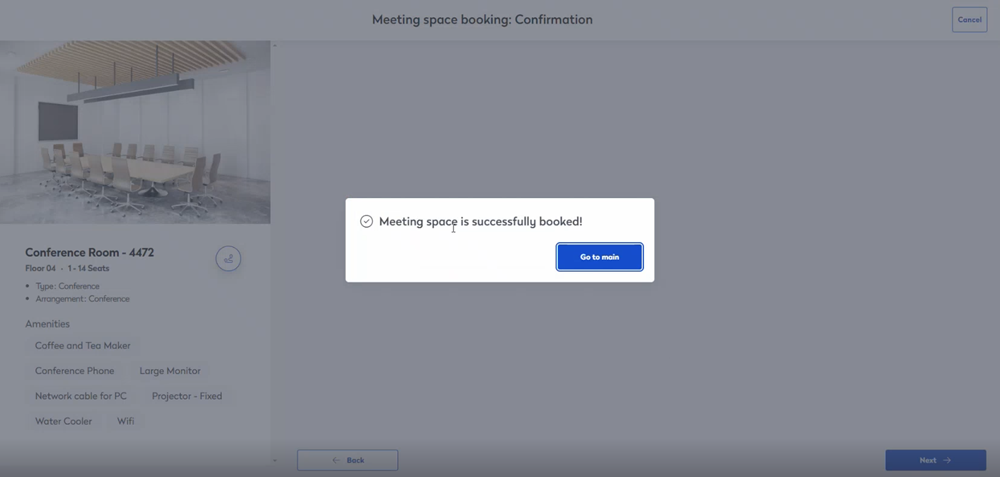 Meeting space booking: Confirmation
Cancel
Meeting space is successfully booked!
Go to main
Conference Room - 4472
Floor 04 · 1 - 14 Seats
• Type: Conference
• Arrangement: Conference
Amenities
Coffee and Tea Maker
Conference Phone Large Monitor
Network cable for PC Projector - Fixed
Water Cooler Wifi
← Back
Next →